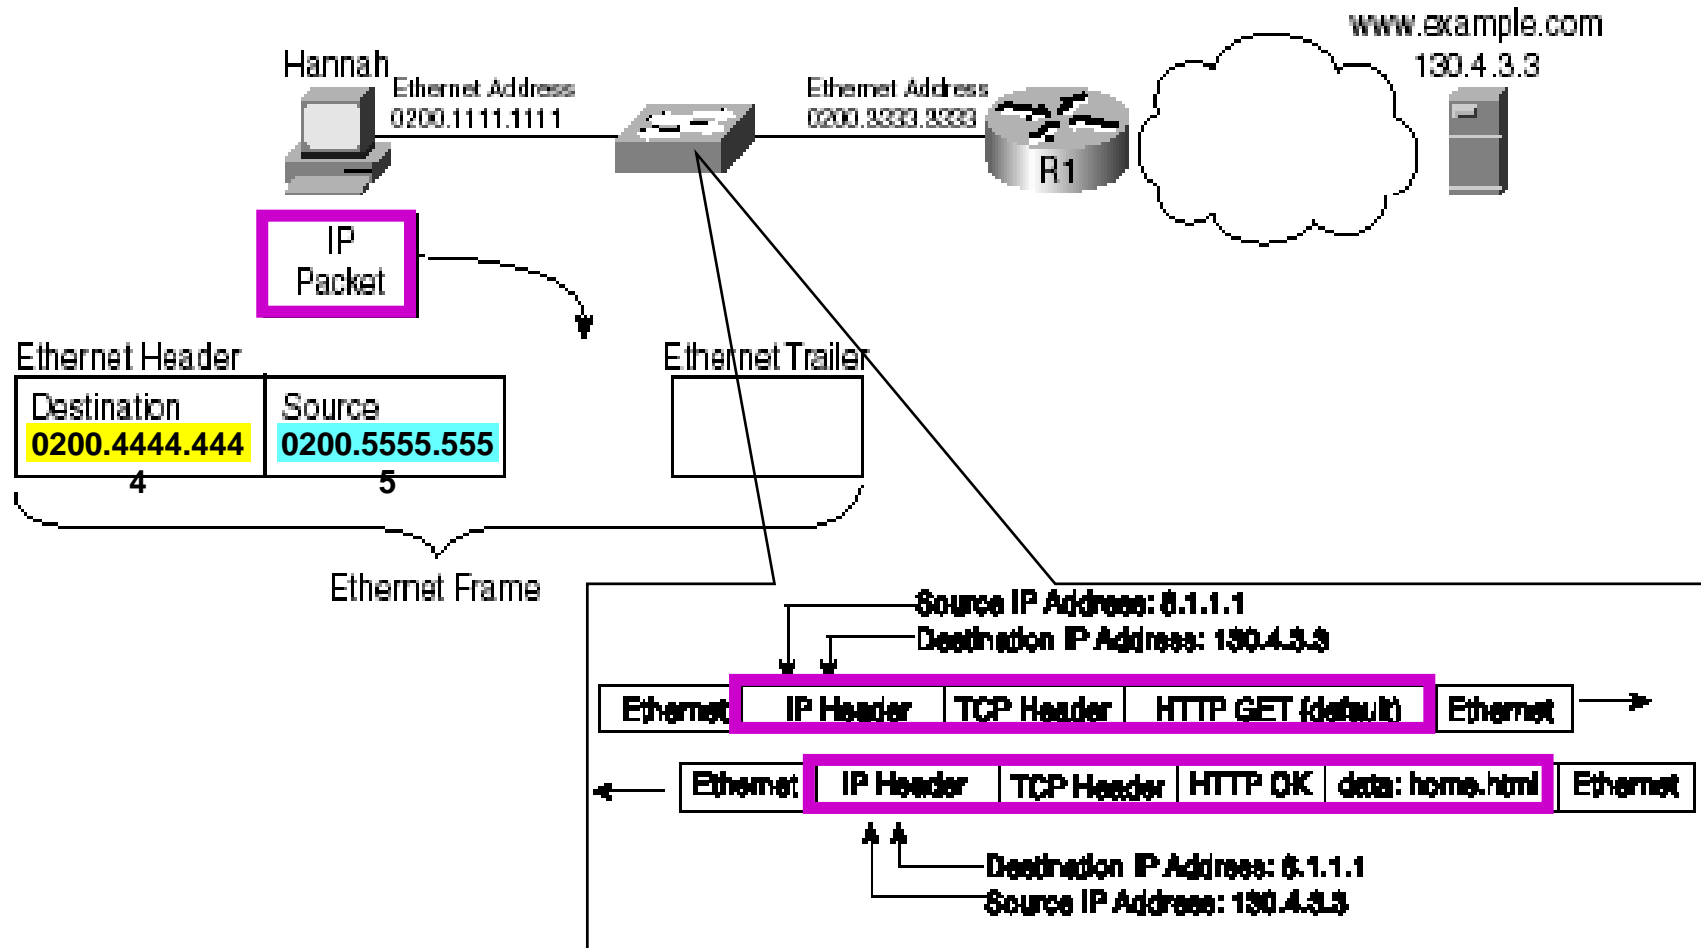 www.example.com
130.4.3.3
Hannah
Ethernet Address
0200.1111.1111
Ethernet Address
0200.3333.3333
R1
IP
Packet
Ethernet Header
Ethernet Trailer
Destination
Source
0200.4444.444
4
0200.5555.555
5
Ethernet Frame
Source IP Address: 6.1.1.1
Destination IP Address: 130.4.3.3
Ethernet IP Header TCP Header HTTP GET (default) Ethernet
Ethernet IP Header TCP Header HTTP OK data: home.html Ethernet
Destination IP Address: 6.1.1.1
Source IP Address: 130.4.3.3